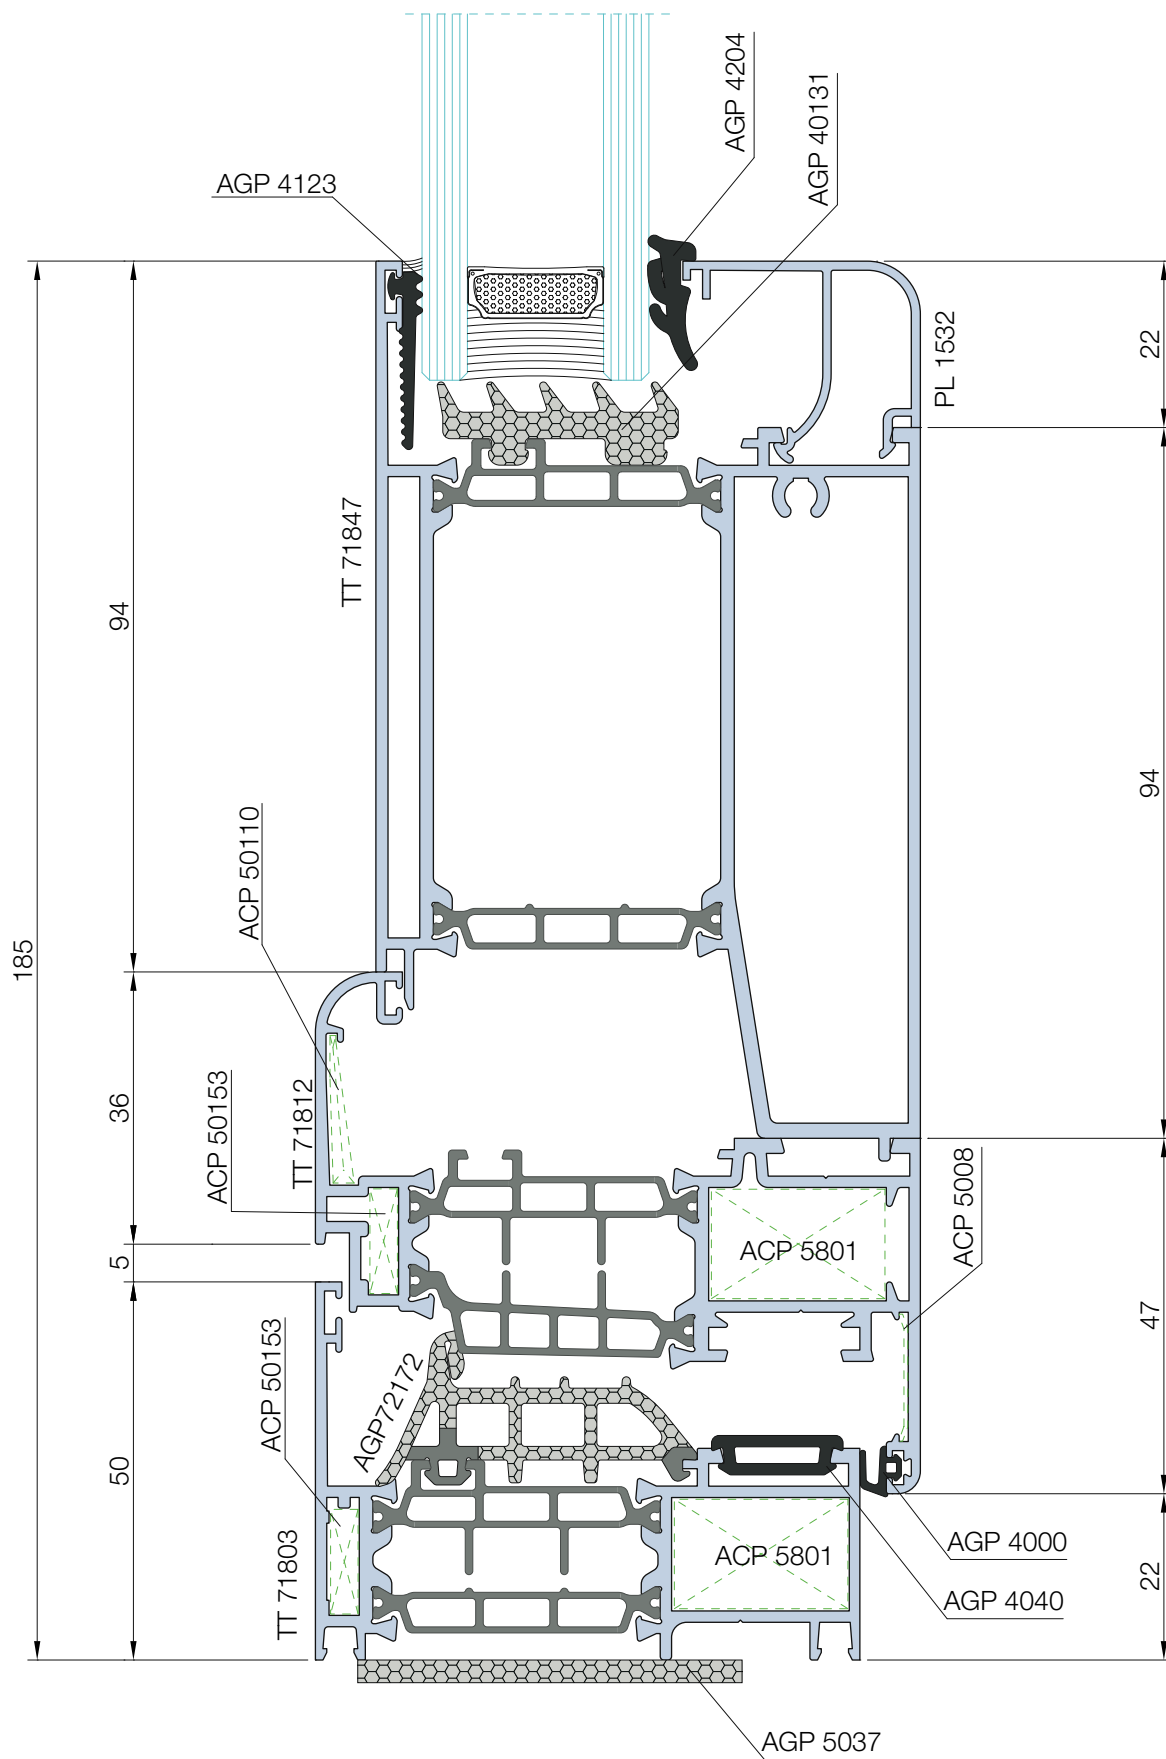 AGP 4204
AGP 40131
AGP 4123
PL 1532
22
TT 71847
94
94
ACP 50110
185
36
ACP 50153
TT 71812
ACP 5008
ACP 5801
5
47
ACP 50153
AGP72172
50
TT 71803
ACP 5801
AGP 4000
22
AGP 4040
AGP 5037